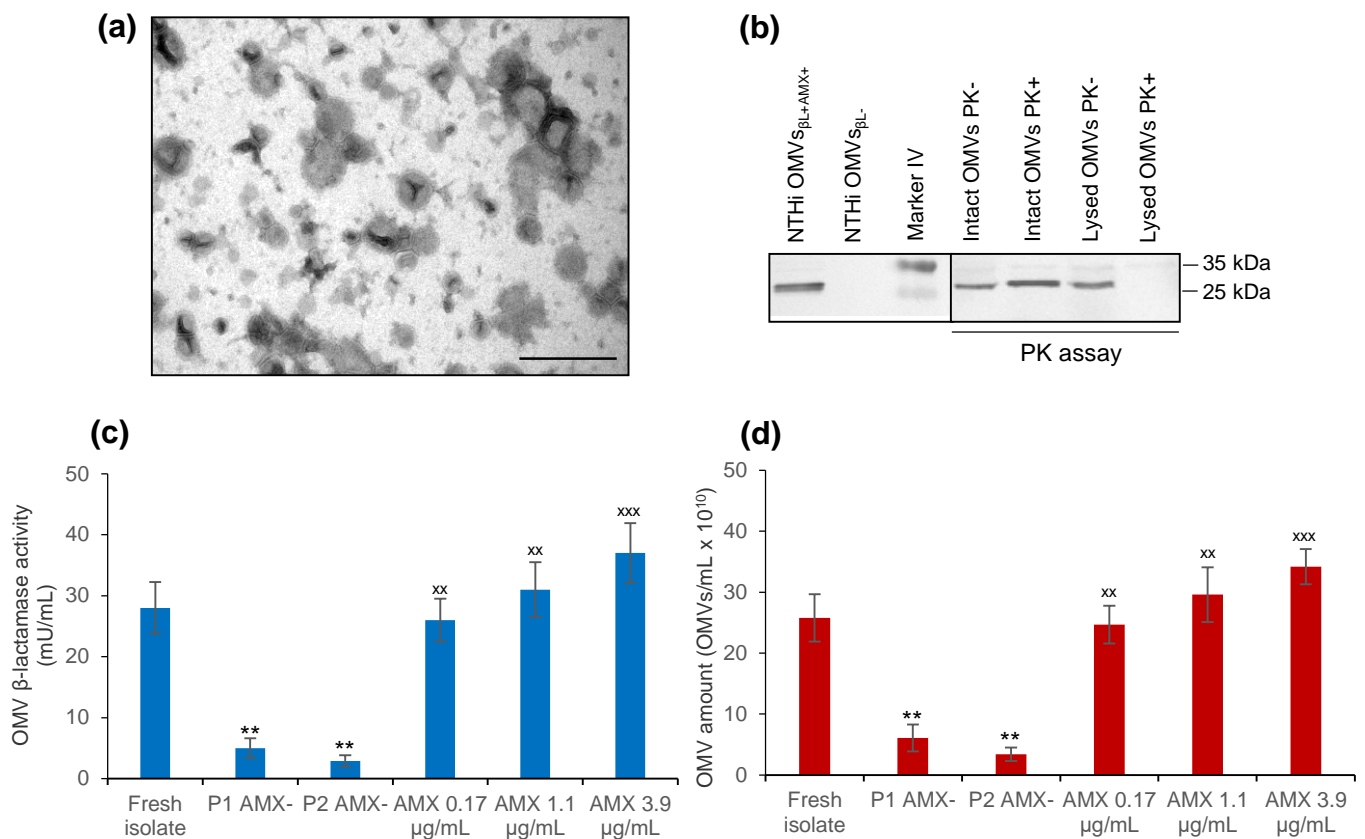 (a)
(b)
NTHi OMVsβL+AMX+
NTHi OMVsβL-
Marker IV
Intact OMVs PK-
Intact OMVs PK+
Lysed OMVs PK-
Lysed OMVs PK+
35 kDa
25 kDa
PK assay
(c)
OMV β-lactamase activity
(mU/mL)
50
40
30
20
10
0
**
**
xx
xx
xxx
Fresh
isolate
P1 AMX-
P2 AMX-
AMX 0.17
µg/mL
AMX 1.1
µg/mL
AMX 3.9
µg/mL
(d)
OMV amount (OMVs/mL x 10¹⁰)
50
40
30
20
10
0
**
**
xx
xx
xxx
Fresh
isolate
P1 AMX-
P2 AMX-
AMX 0.17
µg/mL
AMX 1.1
µg/mL
AMX 3.9
µg/mL